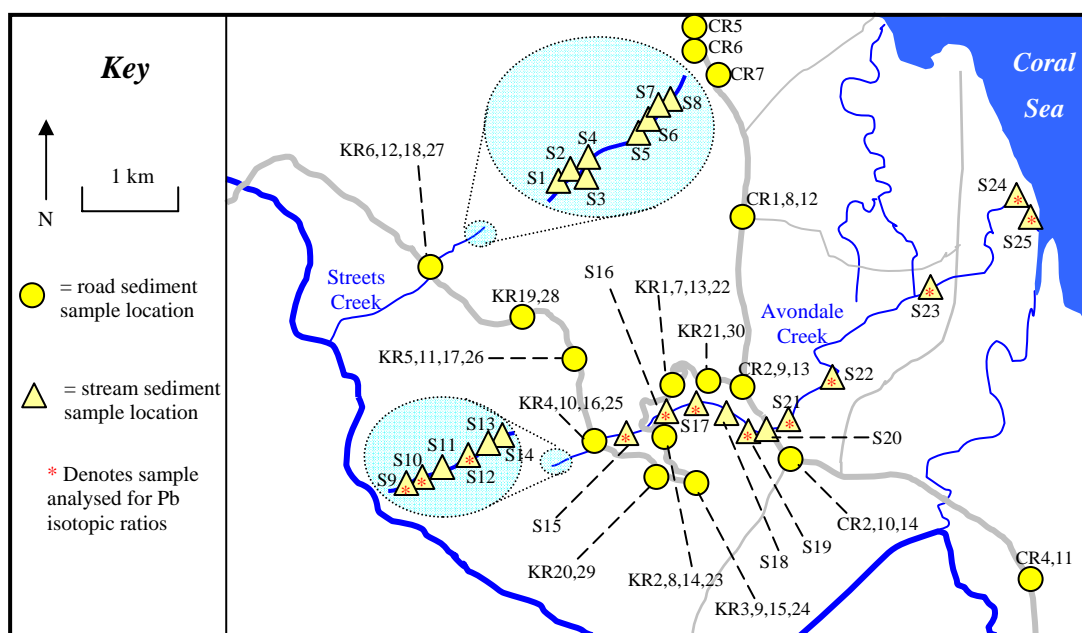 Key
1 km
N
= road sediment
sample location
= stream sediment
sample location
* Denotes sample
analysed for Pb
isotopic ratios
CR5
CR6
CR7
Coral
Sea
S7
S8
S6
S5
S4
S2
S1
S3
KR6,12,18,27
CR1,8,12
S24
S25
Streets
Creek
S16
KR1,7,13,22
KR19,28
KR21,30
Avondale
Creek
S23
KR5,11,17,26
CR2,9,13
S22
KR4,10,16,25
S21
S17
S20
S13
S11
S14
S10
S12
S9
S15
S18
S19
CR2,10,14
KR20,29
KR2,8,14,23
KR3,9,15,24
CR4,11